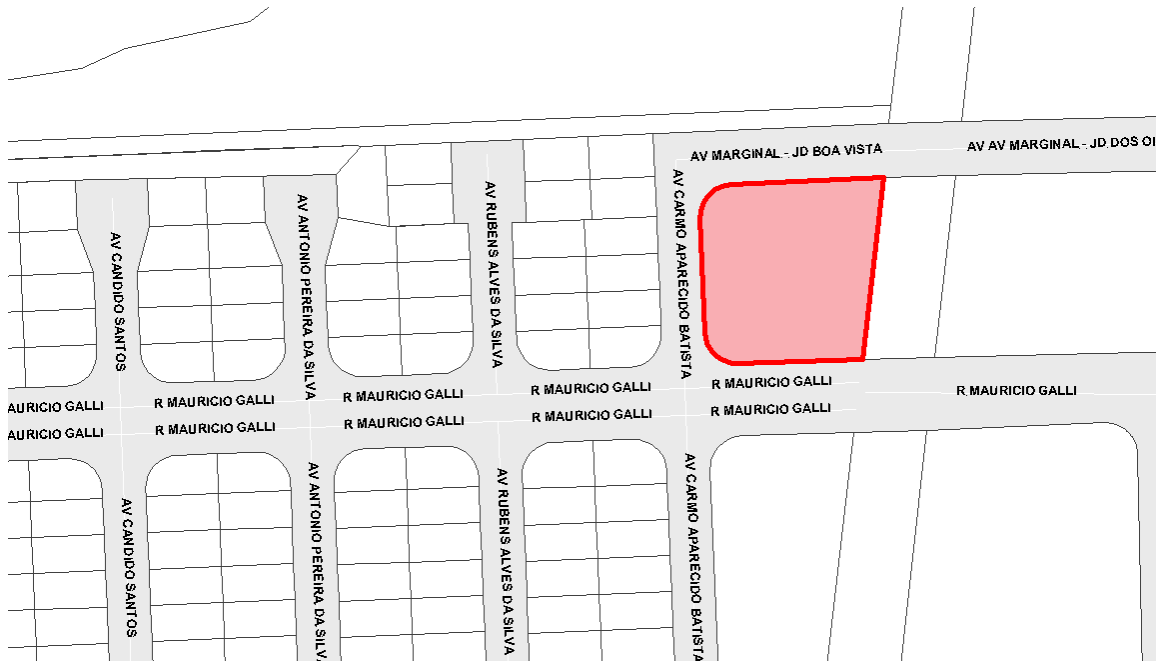 AV MARGINAL - JD BOA VISTA
AV AV MARGINAL - JD DOS OI
AV CANDIDO SANTOS
AV ANTONIO PEREIRA DA SILVA
AV RUBENS ALVES DA SILVA
AV CARMO APARECIDO BATISTA
AURICIO GALLI
R MAURICIO GALLI
R MAURICIO GALLI
R MAURICIO GALLI
R MAURICIO GALLI
R MAURICIO GALLI
AURICIO GALLI
R MAURICIO GALLI
R MAURICIO GALLI
R MAURICIO GALLI
R MAURICIO GALLI
AV CANDIDO SANTOS
AV ANTONIO PEREIRA DA SILVA
AV RUBENS ALVES DA SILVA
AV CARMO APARECIDO BATISTA